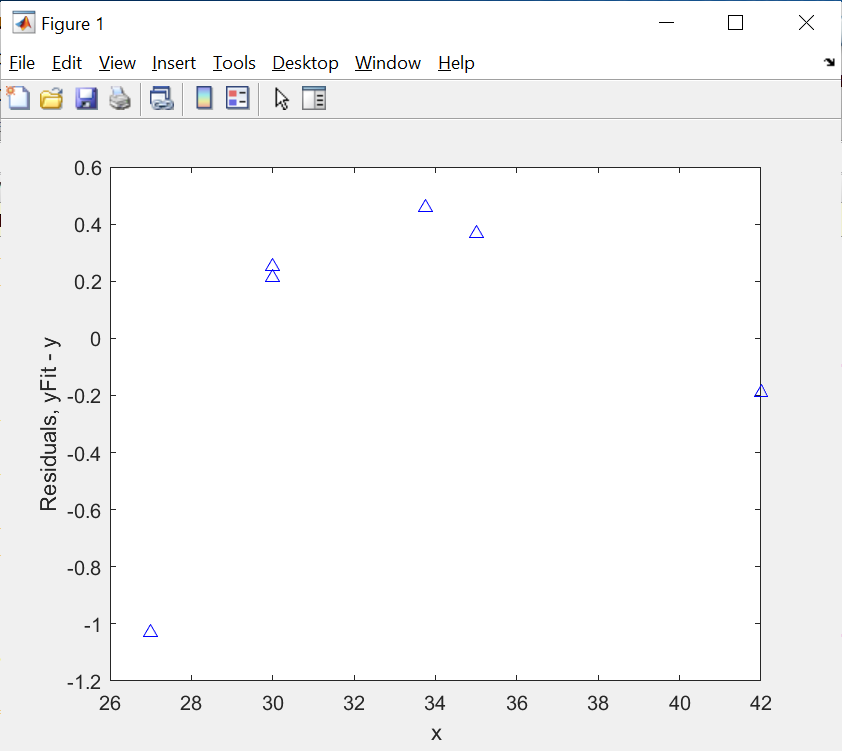 Figure 1
File Edit View Insert Tools Desktop Window Help
0.6
0.4
0.2
0
-0.2
-0.4
-0.6
-0.8
-1
-1.2
Residuals, yFit - y
26 28 30 32 34 36 38 40 42
x